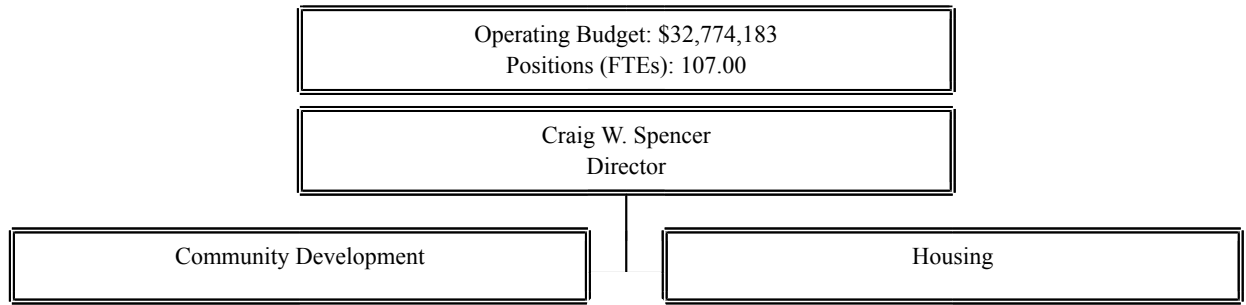 Operating Budget: $32,774,183
Positions (FTEs): 107.00
Craig W. Spencer
Director
Community Development
Housing